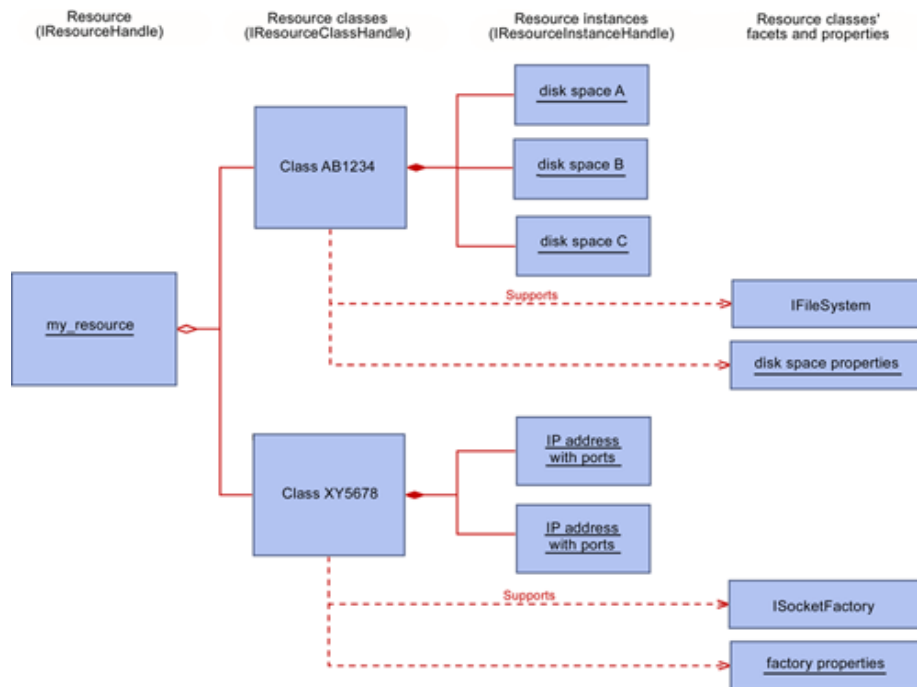 Resource
(IResourceHandle)
Resource classes
(IResourceClassHandle)
Resource instances
(IResourceInstanceHandle)
Resource classes'
facets and properties
disk space A
Class AB1234
disk space B
disk space C
Supports
IFileSystem
my_resource
disk space properties
IP address
with ports
Class XY5678
IP address
with ports
Supports
ISocketFactory
factory properties